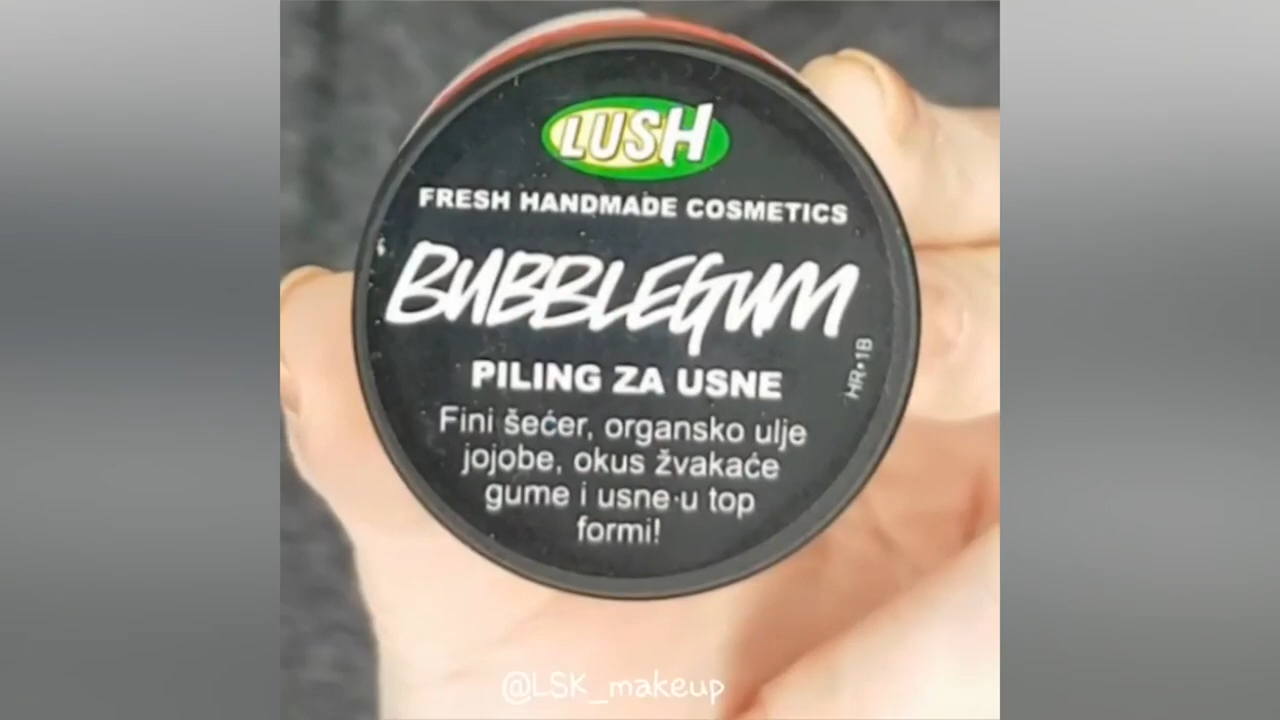 LUSH
FRESH HANDMADE COSMETICS
BUBBLEGUM
HR•1B
PILING ZA USNE
Fini šećer, organsko ulje
jojobe, okus žvakaće
gume i usne u top
formi!
@LSK_makeup